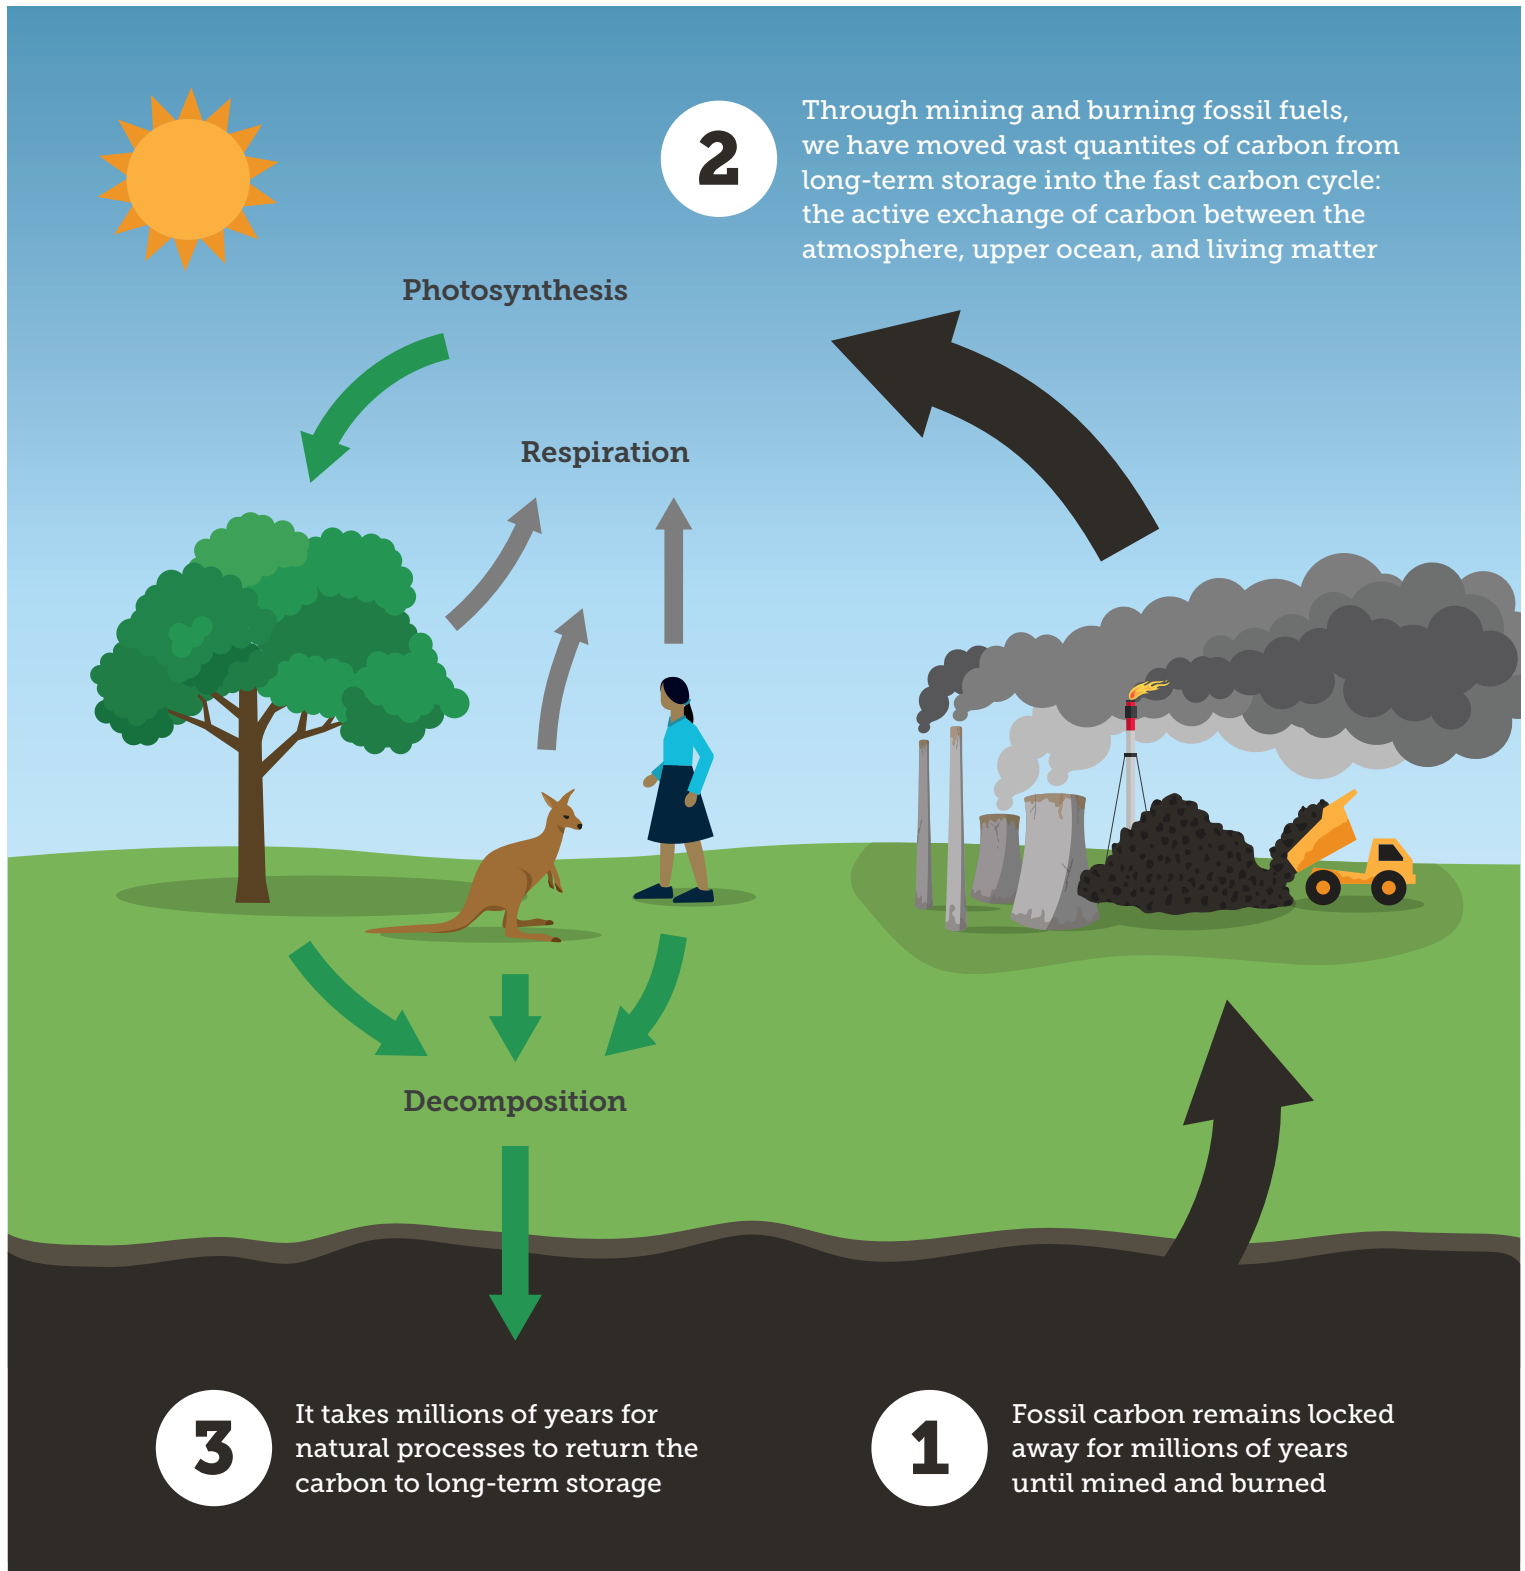 2
Through mining and burning fossil fuels,
we have moved vast quantites of carbon from
long-term storage into the fast carbon cycle:
the active exchange of carbon between the
atmosphere, upper ocean, and living matter
Photosynthesis
Respiration
Decomposition
3
It takes millions of years for
natural processes to return the
carbon to long-term storage
1
Fossil carbon remains locked
away for millions of years
until mined and burned